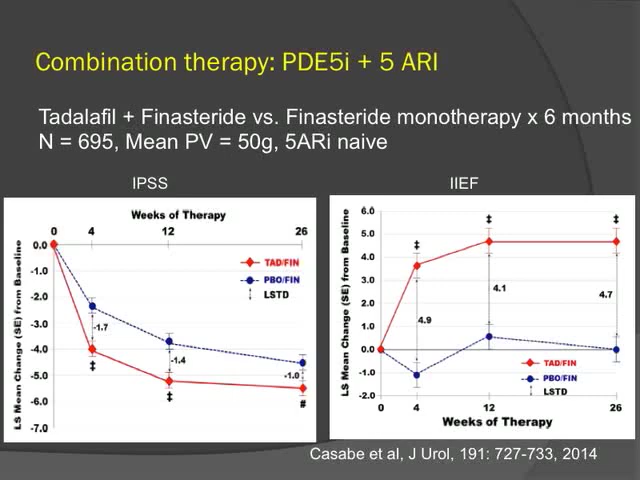 Combination therapy: PDE5i + 5 ARI
Tadalafil + Finasteride vs. Finasteride monotherapy x 6 months
N = 695, Mean PV = 50g, 5ARi naive
IPSS
Weeks of Therapy
0 4 12 26
LS Mean Change (SE) from Baseline
0.0
-1.0
-2.0
-3.0
-4.0
-5.0
-6.0
-7.0
TAD/FIN
PBO/FIN
LSTD
-1.7
-1.4
-1.0
‡
‡
#
IIEF
LS Mean Change (SE) from Baseline
6.0
5.0
4.0
3.0
2.0
1.0
0.0
-1.0
-2.0
‡ ‡ ‡
4.9
4.1
4.7
TAD/FIN
PBO/FIN
LSTD
0 4 12 26
Weeks of Therapy
Casabe et al, J Urol, 191: 727-733, 2014